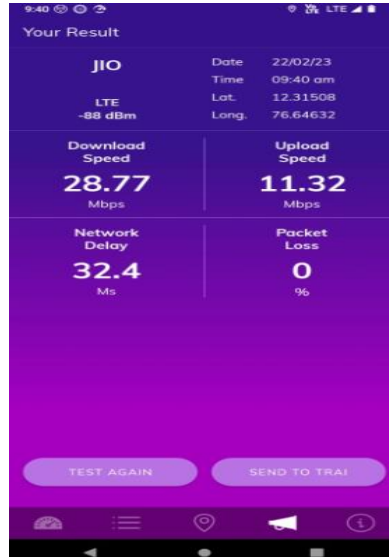 9:40 LTE
Your Result
JIO
LTE
-88 dBm
Date 22/02/23
Time 09:40 am
Lat. 12.31508
Long. 76.64632
Download
Speed
28.77
Mbps
Upload
Speed
11.32
Mbps
Network
Delay
32.4
Ms
Packet
Loss
0
%
TEST AGAIN
SEND TO TRAI